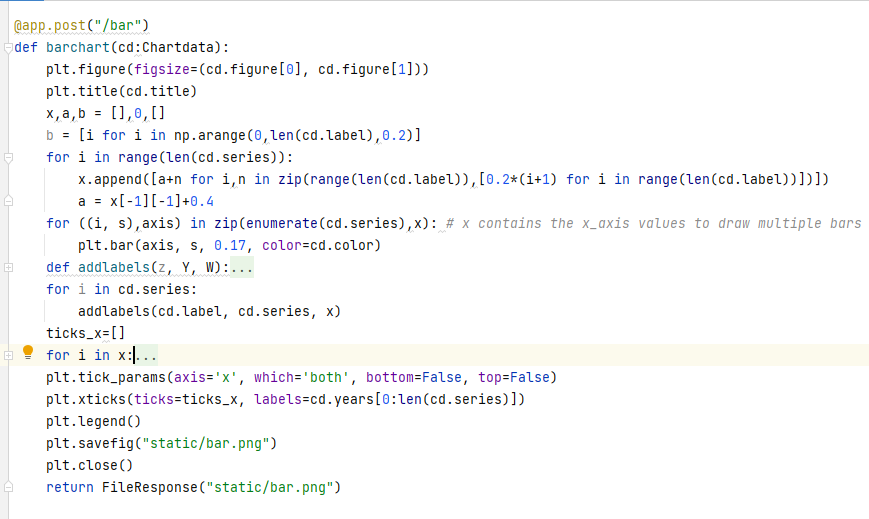 @app.post("/bar")
def barchart(cd:Chartdata):
    plt.figure(figsize=(cd.figure[0], cd.figure[1]))
    plt.title(cd.title)
    x,a,b = [],0,[]
    b = [i for i in np.arange(0,len(cd.label),0.2)]
    for i in range(len(cd.series)):
        x.append([a+n for i,n in zip(range(len(cd.label)),[0.2*(i+1) for i in range(len(cd.label))])])
        a = x[-1][-1]+0.4
    for ((i, s),axis) in zip(enumerate(cd.series),x): # x contains the x_axis values to draw multiple bars
        plt.bar(axis, s, 0.17, color=cd.color)
    def addlabels(z, Y, W):...
    for i in cd.series:
        addlabels(cd.label, cd.series, x)
    ticks_x=[]
    for i in x:...
    plt.tick_params(axis='x', which='both', bottom=False, top=False)
    plt.xticks(ticks=ticks_x, labels=cd.years[0:len(cd.series)])
    plt.legend()
    plt.savefig("static/bar.png")
    plt.close()
    return FileResponse("static/bar.png")